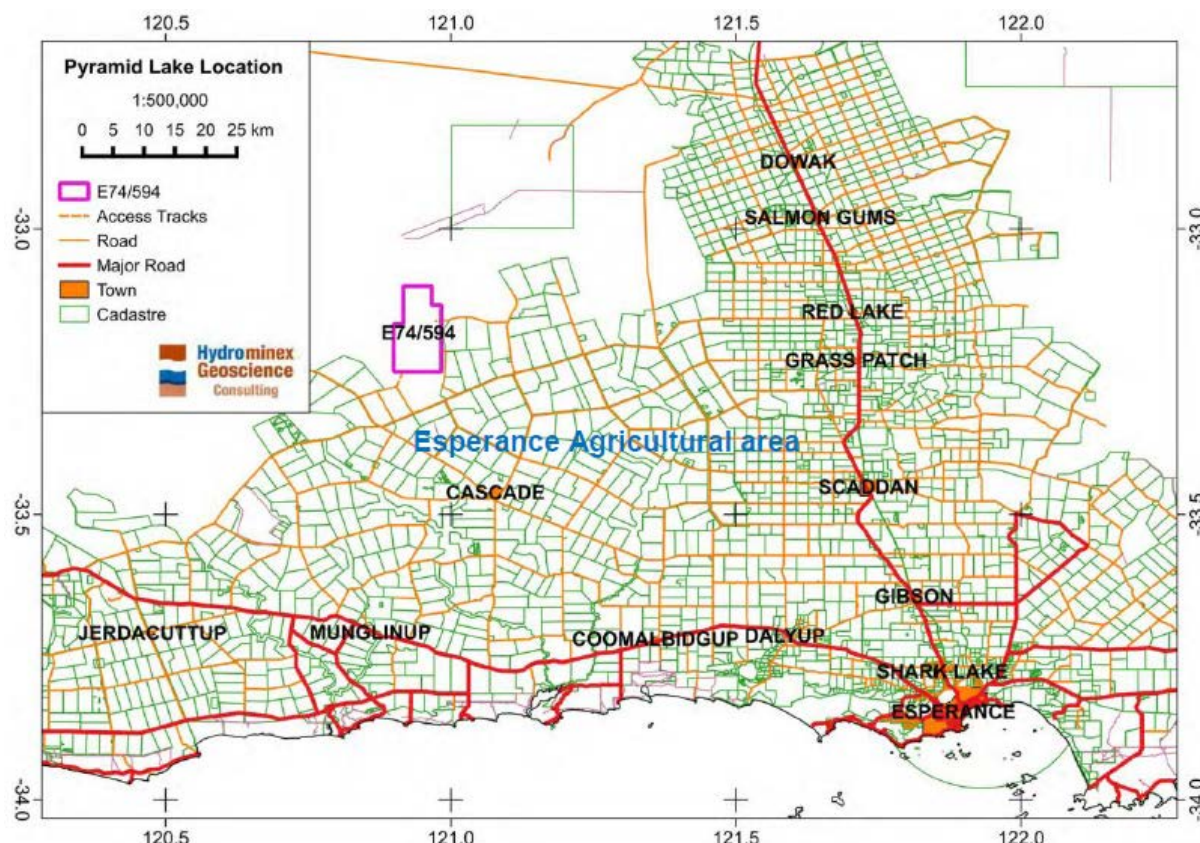 120.5 121.0 121.5 122.0
Pyramid Lake Location
1:500,000
0 5 10 15 20 25 km
E74/594
Access Tracks
Road
Major Road
Town
Cadastre
Hydrominex
Geoscience
Consulting
DOWAK
SALMON GUMS
-33.0 -33.0
RED LAKE
E74/594
GRASS PATCH
Esperance Agricultural area
CASCADE
SCADDAN
-33.5 -33.5
GIBSON
JERDACUTTUP MUNGLINUP COOMALBIDGUP DALYUP
SHARK LAKE
ESPERANCE
-34.0 -34.0
120.5 121.0 121.5 122.0